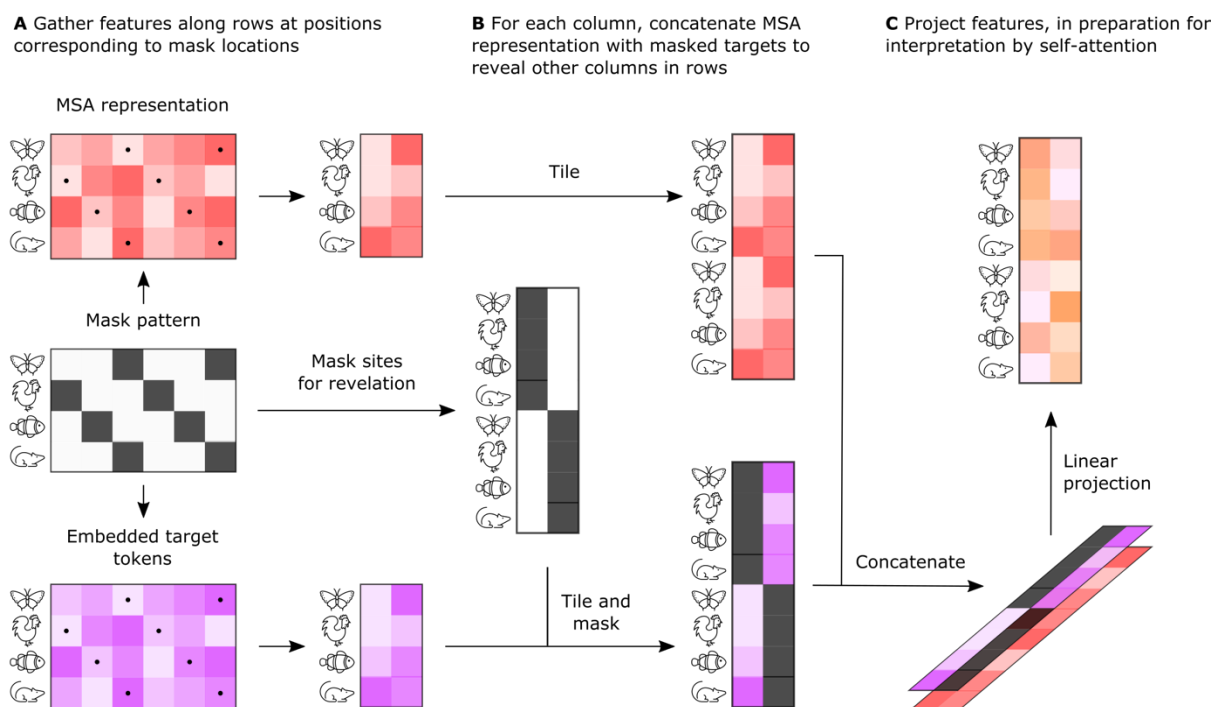 A Gather features along rows at positions
corresponding to mask locations
B For each column, concatenate MSA
representation with masked targets to
reveal other columns in rows
C Project features, in preparation for
interpretation by self-attention
MSA representation
Tile
Mask pattern
Mask sites
for revelation
Embedded target
tokens
Tile and
mask
Concatenate
Linear
projection